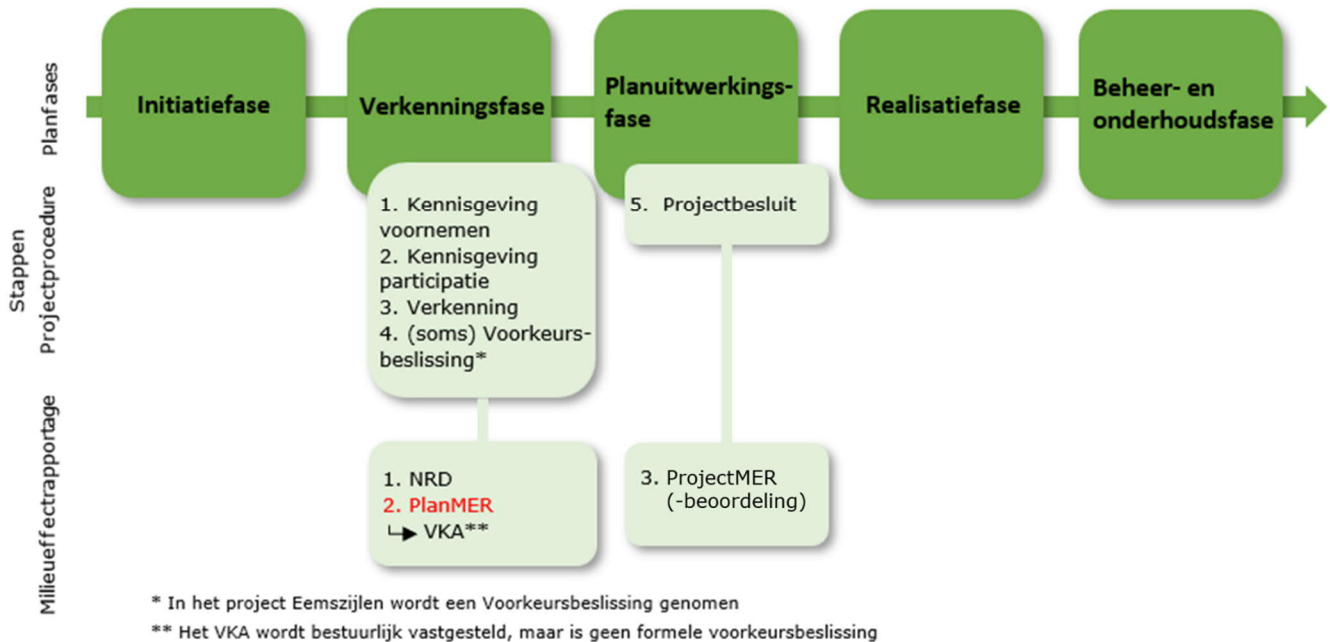 Planfases
Initiatiefase
Verkenningsfase
Planuitwerkings-
fase
Realisatiefase
Beheer- en
onderhoudsfase
Stappen
Projectprocedure
1. Kennisgeving
voornemen
2. Kennisgeving
participatie
3. Verkenning
4. (soms) Voorkeurs-
beslissing*
5. Projectbesluit
Milieueffectrapportage
1. NRD
2. PlanMER
VKA**
3. ProjectMER
(-beoordeling)
* In het project Eemszijlen wordt een Voorkeursbeslissing genomen
** Het VKA wordt bestuurlijk vastgesteld, maar is geen formele voorkeursbeslissing